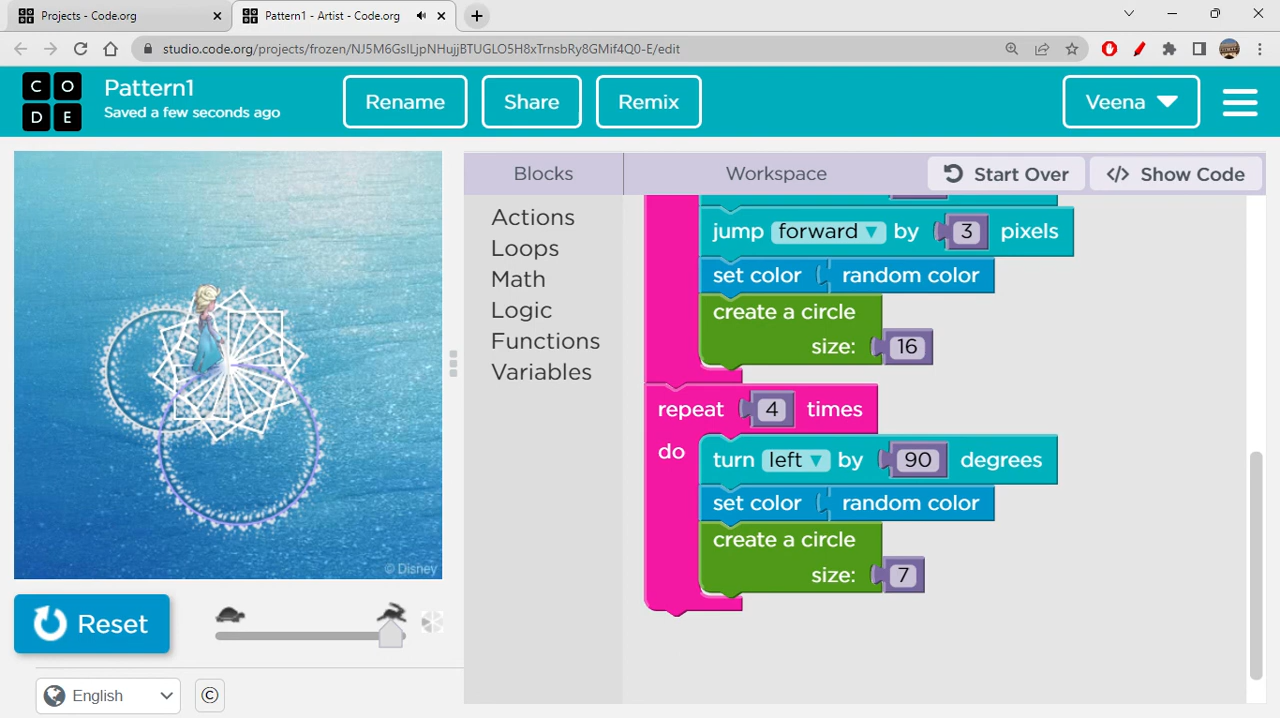 Projects - Code.org
Pattern1 - Artist - Code.org
studio.code.org/projects/frozen/NJ5M6GsILjpNHujjBTUGLO5H8xTrnsbRy8GMif4Q0-E/edit
C O D E
Pattern1
Saved a few seconds ago
Rename
Share
Remix
Veena
Blocks
Workspace
Start Over
</> Show Code
Actions
Loops
Math
Logic
Functions
Variables
jump forward by 3 pixels
set color random color
create a circle
size: 16
repeat 4 times
do
turn left by 90 degrees
set color random color
create a circle
size: 7
© Disney
Reset
English
©